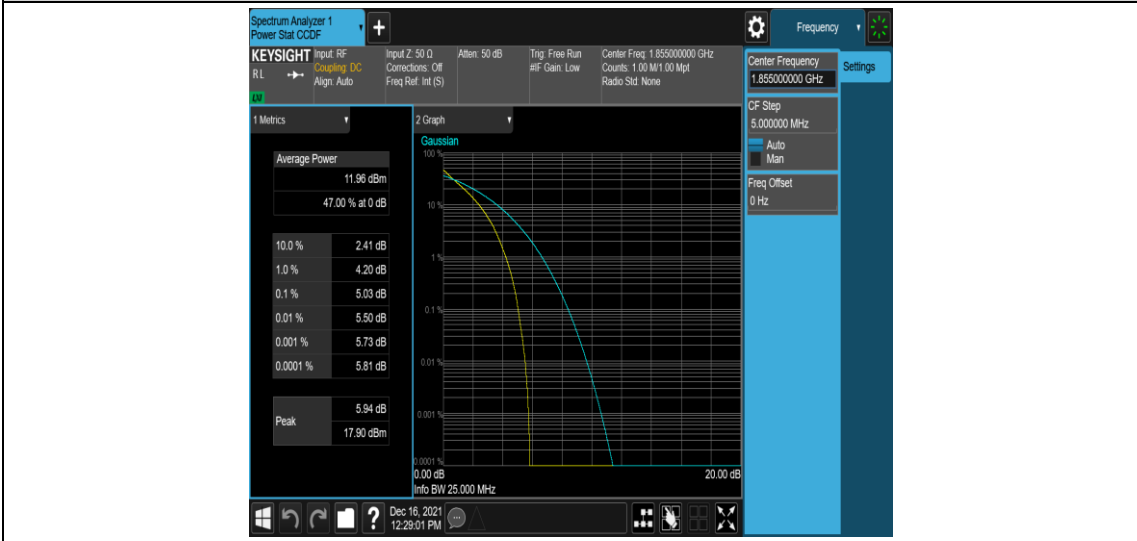 Spectrum Analyzer 1
Power Stat CCDF
+
Frequency
KEYSIGHT
RL
LXI
Input: RF
Coupling: DC
Align: Auto
Input Z: 50 Ω
Corrections: Off
Freq Ref: Int (S)
Atten: 50 dB
Trig: Free Run
#IF Gain: Low
Center Freq: 1.855000000 GHz
Counts: 1.00 M/1.00 Mpt
Radio Std: None
Center Frequency
1.855000000 GHz
Settings
CF Step
5.000000 MHz
Auto
Man
Freq Offset
0 Hz
1 Metrics
Average Power
11.96 dBm
47.00 % at 0 dB
10.0 % 2.41 dB
1.0 % 4.20 dB
0.1 % 5.03 dB
0.01 % 5.50 dB
0.001 % 5.73 dB
0.0001 % 5.81 dB
Peak 5.94 dB
17.90 dBm
2 Graph
Gaussian
100 %
10 %
1 %
0.1 %
0.01 %
0.001 %
0.0001 %
0.00 dB 20.00 dB
Info BW 25.000 MHz
?
Dec 16, 2021
12:29:01 PM